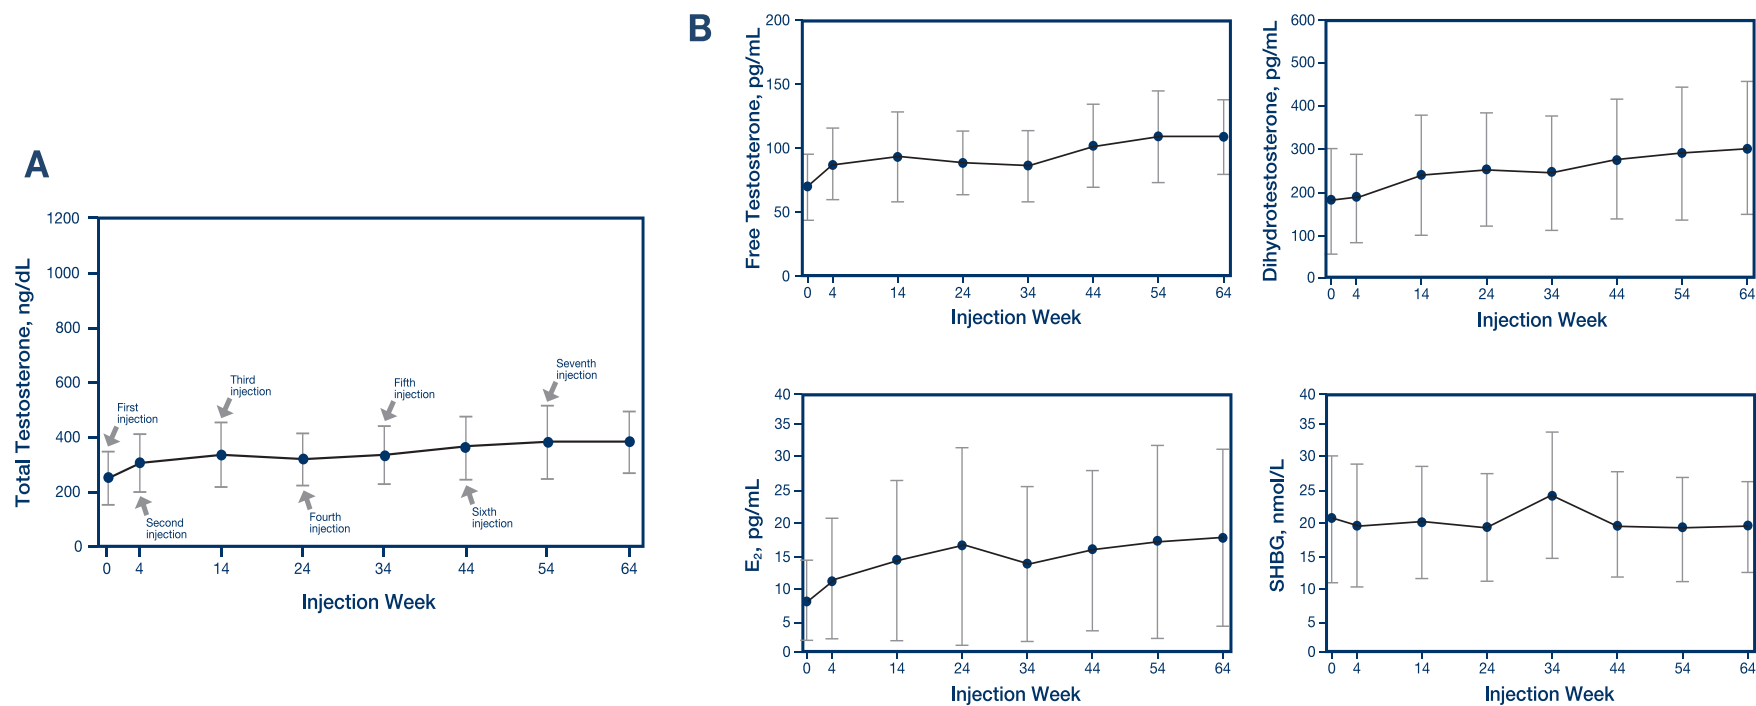 A
Total Testosterone, ng/dL
1200
1000
800
600
400
200
0
First
injection
Second
injection
Third
injection
Fourth
injection
Fifth
injection
Sixth
injection
Seventh
injection
0 4 14 24 34 44 54 64
Injection Week
B
Free Testosterone, pg/mL
200
150
100
50
0
0 4 14 24 34 44 54 64
Injection Week
Dihydrotestosterone, pg/mL
600
500
400
300
200
100
0
0 4 14 24 34 44 54 64
Injection Week
E₂, pg/mL
40
35
30
25
20
15
10
5
0
0 4 14 24 34 44 54 64
Injection Week
SHBG, nmol/L
40
35
30
25
20
15
10
5
0
0 4 14 24 34 44 54 64
Injection Week